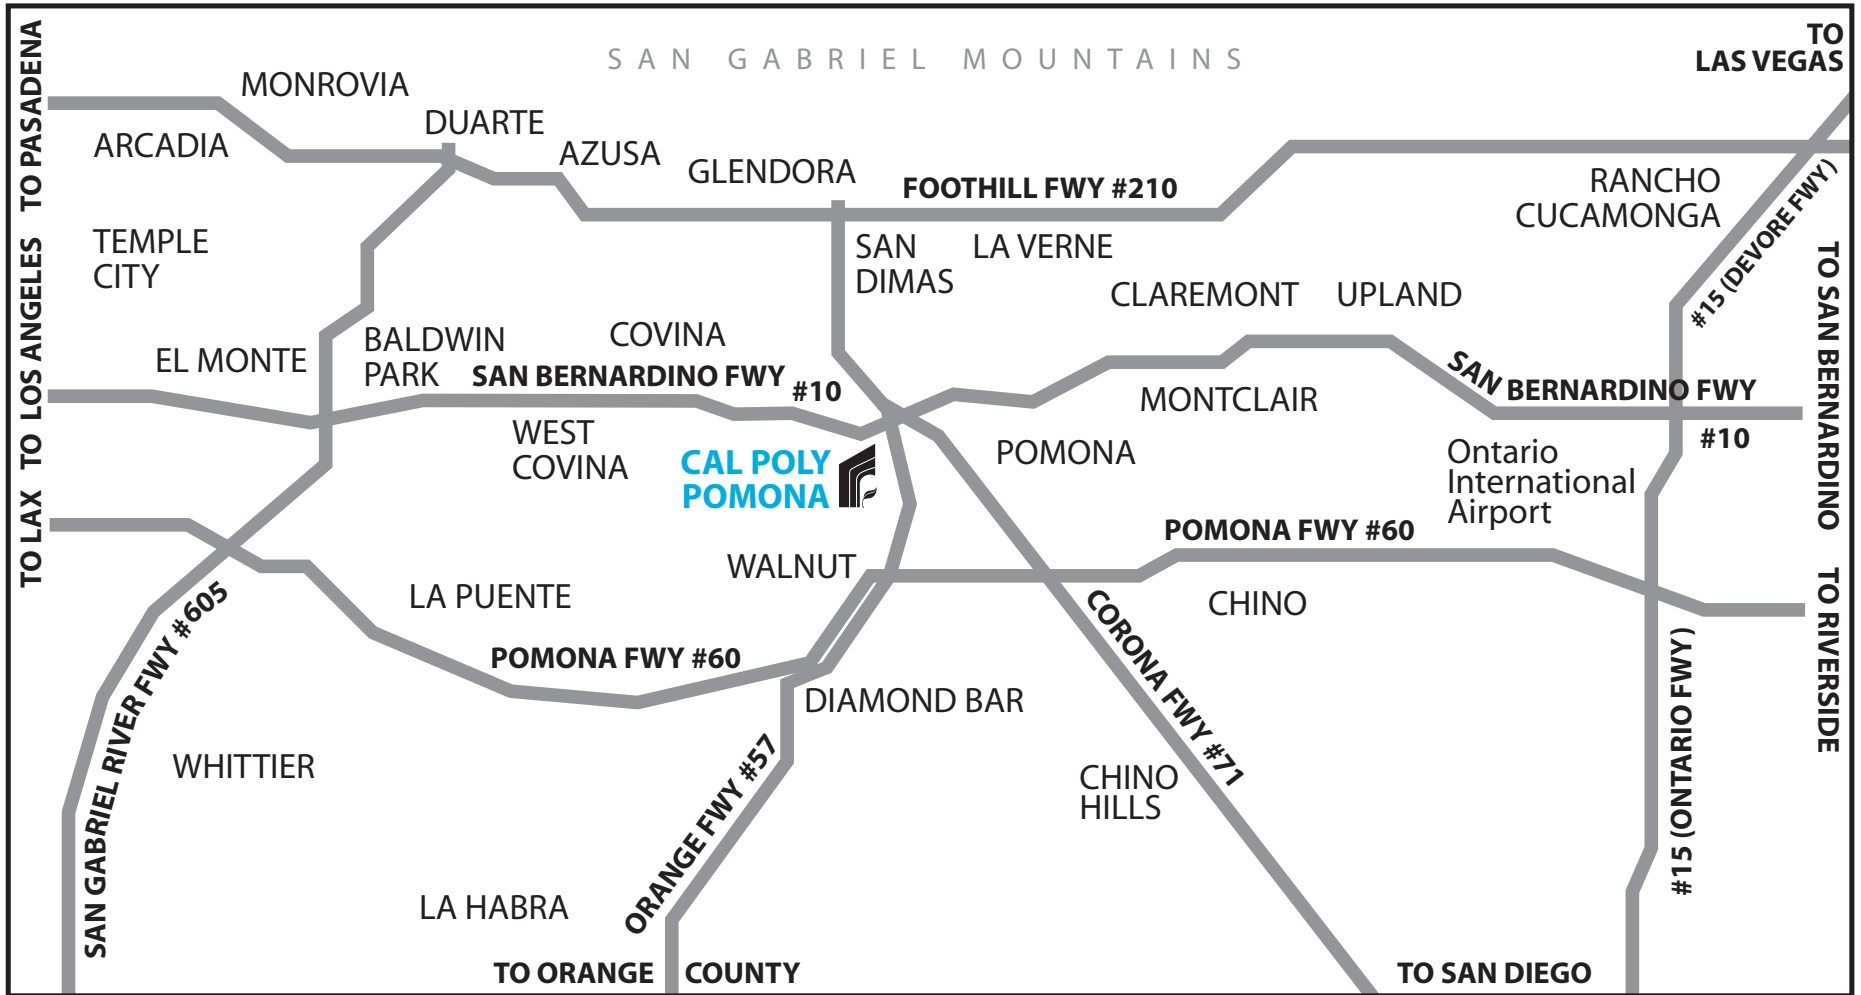 SAN GABRIEL MOUNTAINS
TO
LAS VEGAS
TO PASADENA
TO LOS ANGELES
TO LAX
MONROVIA
ARCADIA
DUARTE
AZUSA
GLENDORA
FOOTHILL FWY #210
RANCHO
CUCAMONGA
#15 (DEVORE FWY)
TEMPLE
CITY
SAN
DIMAS
LA VERNE
CLAREMONT
UPLAND
TO SAN BERNARDINO
TO RIVERSIDE
EL MONTE
BALDWIN
PARK
COVINA
SAN BERNARDINO FWY
#10
MONTCLAIR
SAN BERNARDINO FWY
#10
WEST
COVINA
CAL POLY
POMONA
POMONA
Ontario
International
Airport
POMONA FWY #60
WALNUT
LA PUENTE
CHINO
SAN GABRIEL RIVER FWY #605
POMONA FWY #60
DIAMOND BAR
CORONA FWY #71
#15 (ONTARIO FWY)
WHITTIER
ORANGE FWY #57
CHINO
HILLS
LA HABRA
TO ORANGE COUNTY
TO SAN DIEGO